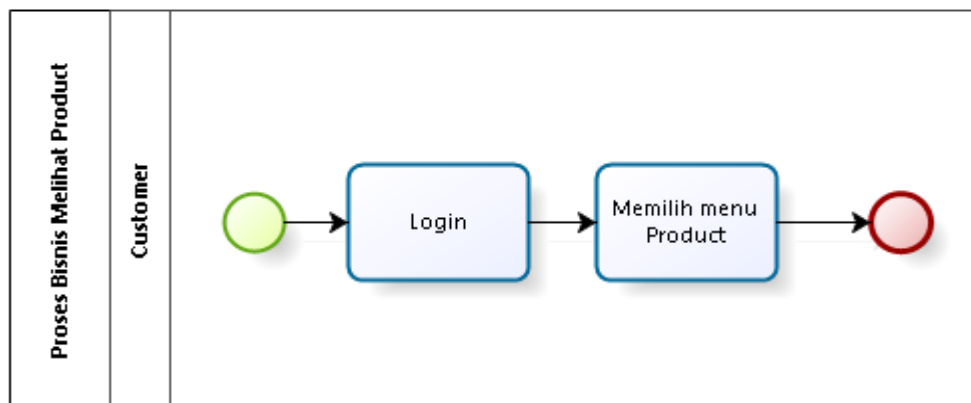 Proses Bisnis Melihat Product
Customer
Login
Memilih menu
Product